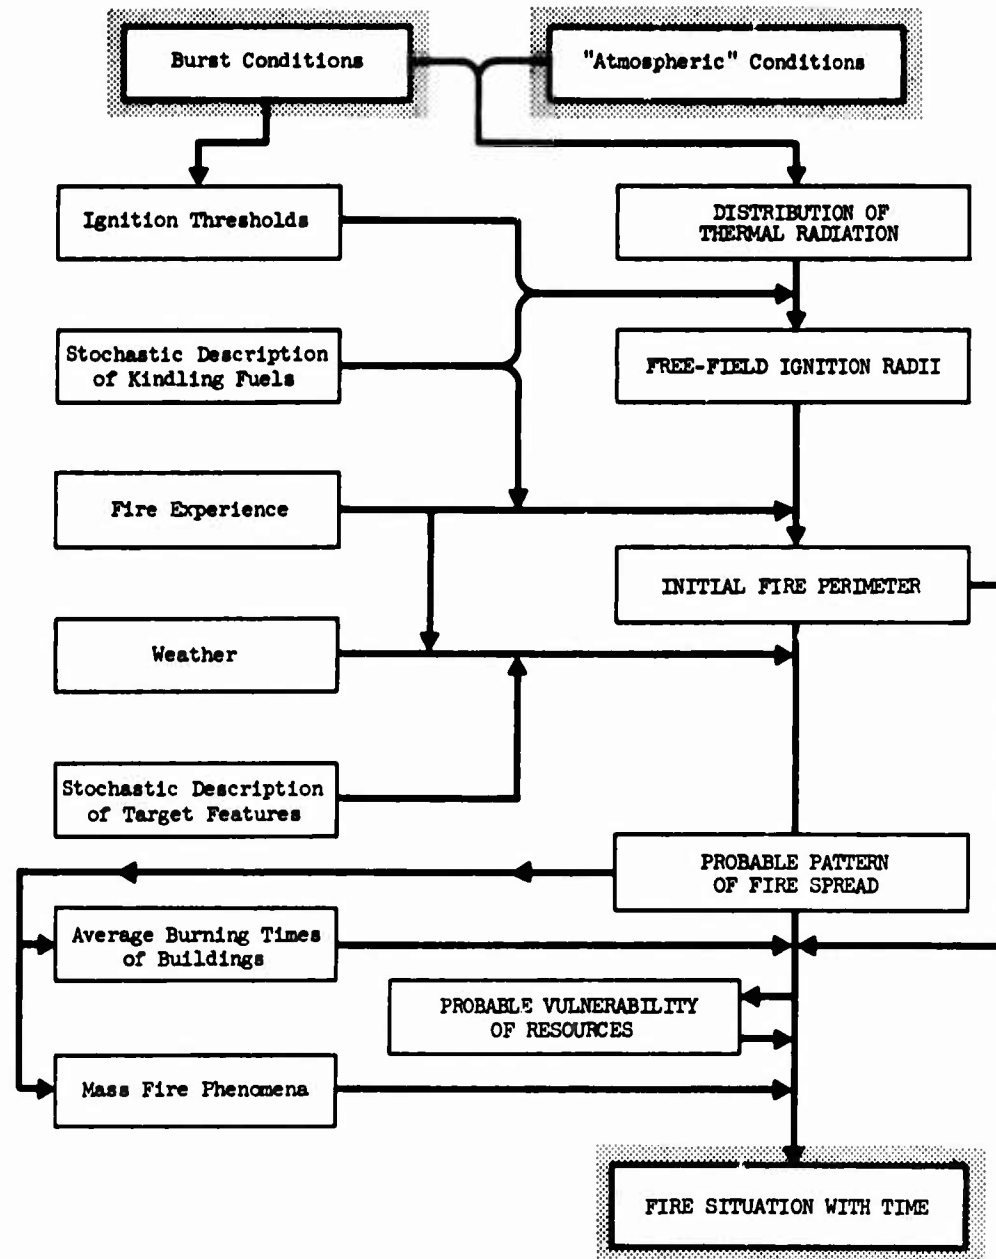 Burst Conditions
"Atmospheric" Conditions
Ignition Thresholds
DISTRIBUTION OF
THERMAL RADIATION
Stochastic Description
of Kindling Fuels
FREE-FIELD IGNITION RADII
Fire Experience
INITIAL FIRE PERIMETER
Weather
Stochastic Description
of Target Features
PROBABLE PATTERN
OF FIRE SPREAD
Average Burning Times
of Buildings
PROBABLE VULNERABILITY
OF RESOURCES
Mass Fire Phenomena
FIRE SITUATION WITH TIME